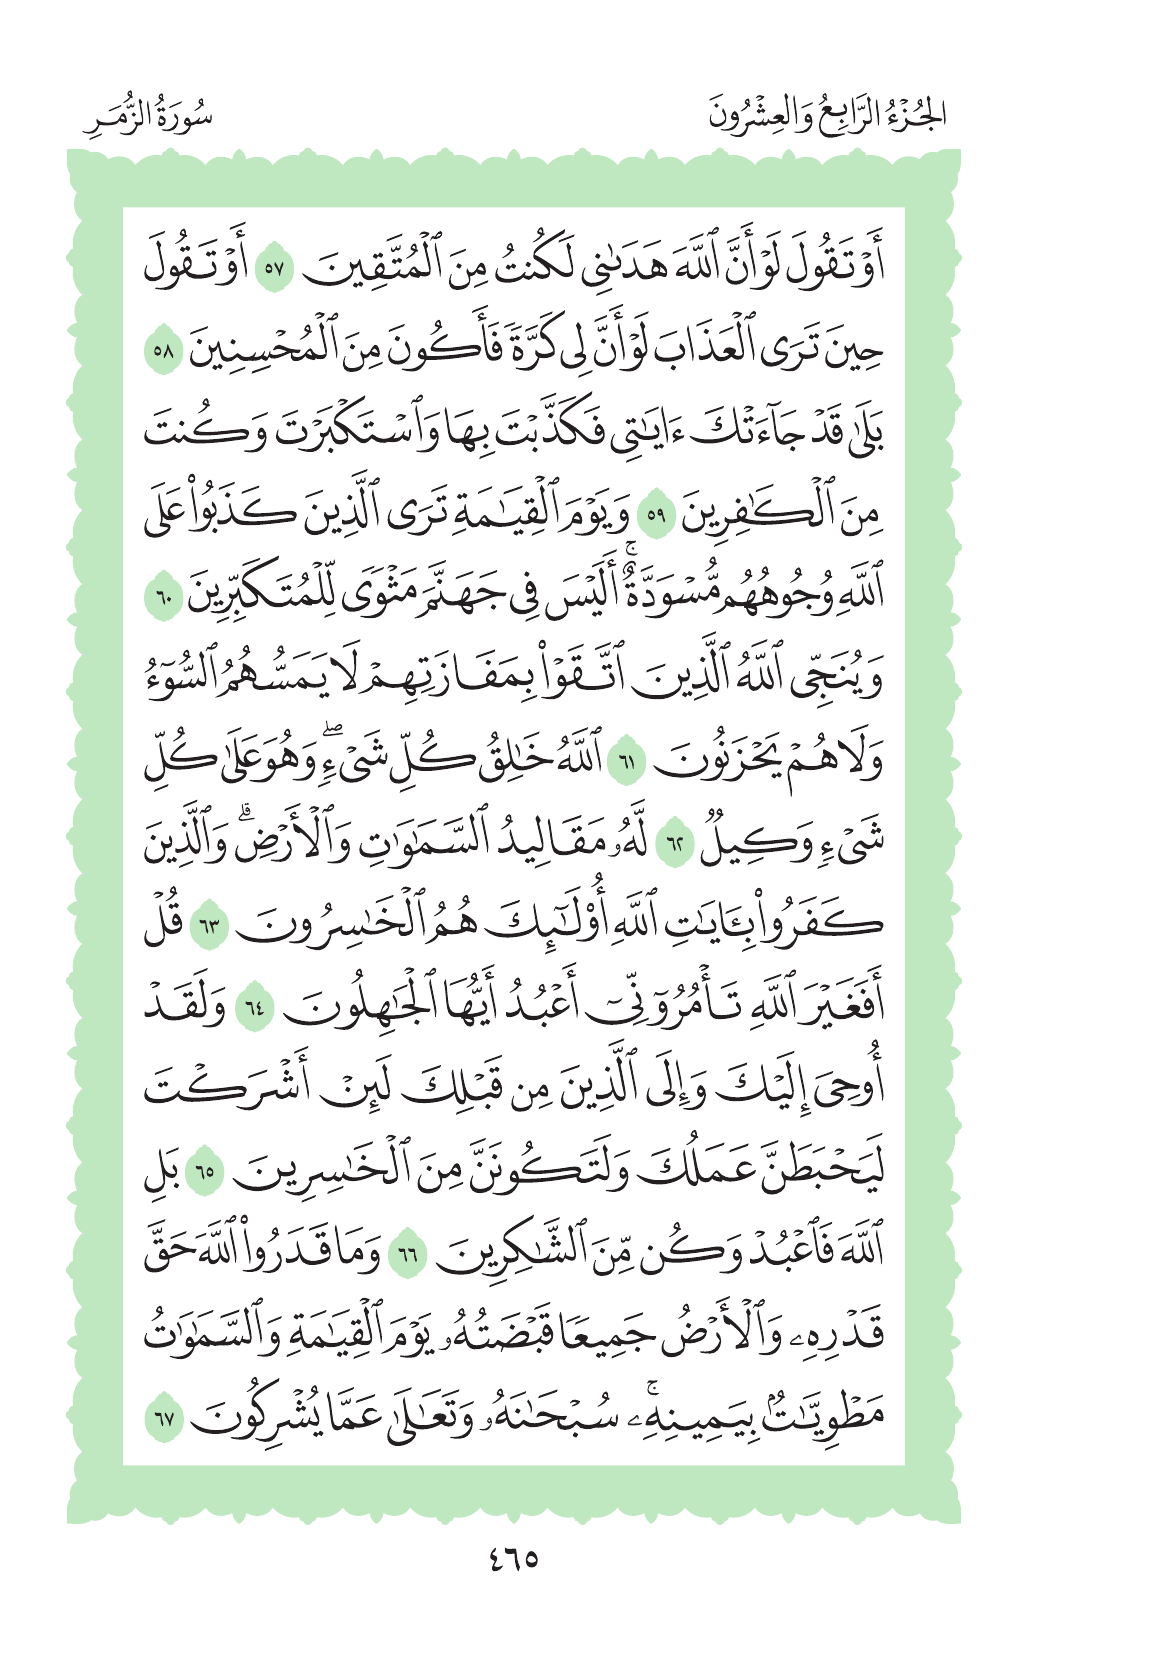 الجُزْءُ الرَّابِعُ وَالعِشْرُونَ
سُورَةُ الزُّمَرِ
أَوْ تَقُولَ لَوْ أَنَّ ٱللَّهَ هَدَىٰنِى لَكُنتُ مِنَ ٱلْمُتَّقِينَ ٥٧ أَوْ تَقُولَ
حِينَ تَرَى ٱلْعَذَابَ لَوْ أَنَّ لِى كَرَّةً فَأَكُونَ مِنَ ٱلْمُحْسِنِينَ ٥٨
بَلَىٰ قَدْ جَآءَتْكَ ءَايَٰتِى فَكَذَّبْتَ بِهَا وَٱسْتَكْبَرْتَ وَكُنتَ
مِنَ ٱلْكَٰفِرِينَ ٥٩ وَيَوْمَ ٱلْقِيَٰمَةِ تَرَى ٱلَّذِينَ كَذَبُوا۟ عَلَى
ٱللَّهِ وُجُوهُهُم مُّسْوَدَّةٌ ۚ أَلَيْسَ فِى جَهَنَّمَ مَثْوًى لِّلْمُتَكَبِّرِينَ ٦٠
وَيُنَجِّى ٱللَّهُ ٱلَّذِينَ ٱتَّقَوْا۟ بِمَفَازَتِهِمْ لَا يَمَسُّهُمُ ٱلسُّوٓءُ
وَلَا هُمْ يَحْزَنُونَ ٦١ ٱللَّهُ خَٰلِقُ كُلِّ شَىْءٍ ۖ وَهُوَ عَلَىٰ كُلِّ
شَىْءٍ وَكِيلٌ ٦٢ لَّهُۥ مَقَالِيدُ ٱلسَّمَٰوَٰتِ وَٱلْأَرْضِ ۗ وَٱلَّذِينَ
كَفَرُوا۟ بِـَٔايَٰتِ ٱللَّهِ أُو۟لَٰٓئِكَ هُمُ ٱلْخَٰسِرُونَ ٦٣ قُلْ
أَفَغَيْرَ ٱللَّهِ تَأْمُرُوٓنِّىٓ أَعْبُدُ أَيُّهَا ٱلْجَٰهِلُونَ ٦٤ وَلَقَدْ
أُوحِىَ إِلَيْكَ وَإِلَى ٱلَّذِينَ مِن قَبْلِكَ لَئِنْ أَشْرَكْتَ
لَيَحْبَطَنَّ عَمَلُكَ وَلَتَكُونَنَّ مِنَ ٱلْخَٰسِرِينَ ٦٥ بَلِ
ٱللَّهَ فَٱعْبُدْ وَكُن مِّنَ ٱلشَّٰكِرِينَ ٦٦ وَمَا قَدَرُوا۟ ٱللَّهَ حَقَّ
قَدْرِهِۦ وَٱلْأَرْضُ جَمِيعًا قَبْضَتُهُۥ يَوْمَ ٱلْقِيَٰمَةِ وَٱلسَّمَٰوَٰتُ
مَطْوِيَّٰتٌۢ بِيَمِينِهِۦ ۚ سُبْحَٰنَهُۥ وَتَعَٰلَىٰ عَمَّا يُشْرِكُونَ ٦٧
٤٦٥